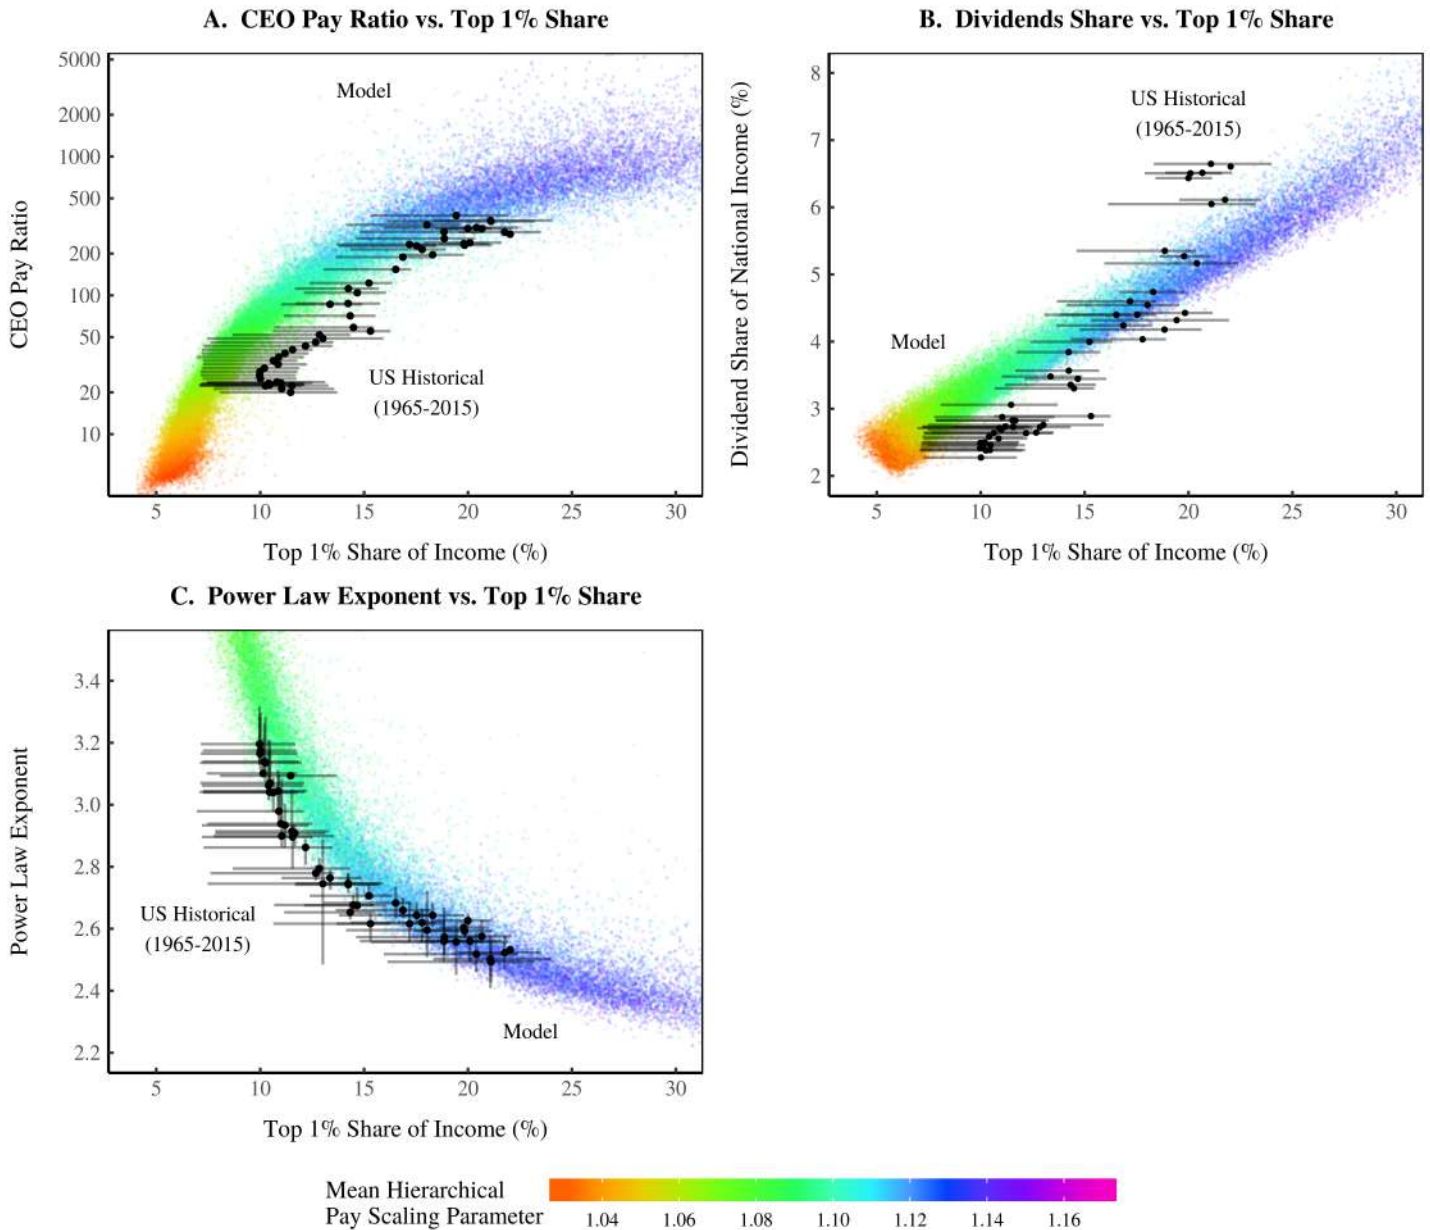 A. CEO Pay Ratio vs. Top 1% Share
5000
2000
1000
500
200
100
50
20
10
CEO Pay Ratio
Model
US Historical
(1965-2015)
5 10 15 20 25 30
Top 1% Share of Income (%)
B. Dividends Share vs. Top 1% Share
8
7
6
5
4
3
2
Dividend Share of National Income (%)
US Historical
(1965-2015)
Model
5 10 15 20 25 30
Top 1% Share of Income (%)
C. Power Law Exponent vs. Top 1% Share
3.4
3.2
3.0
2.8
2.6
2.4
2.2
Power Law Exponent
US Historical
(1965-2015)
Model
5 10 15 20 25 30
Top 1% Share of Income (%)
Mean Hierarchical
Pay Scaling Parameter
1.04 1.06 1.08 1.10 1.12 1.14 1.16